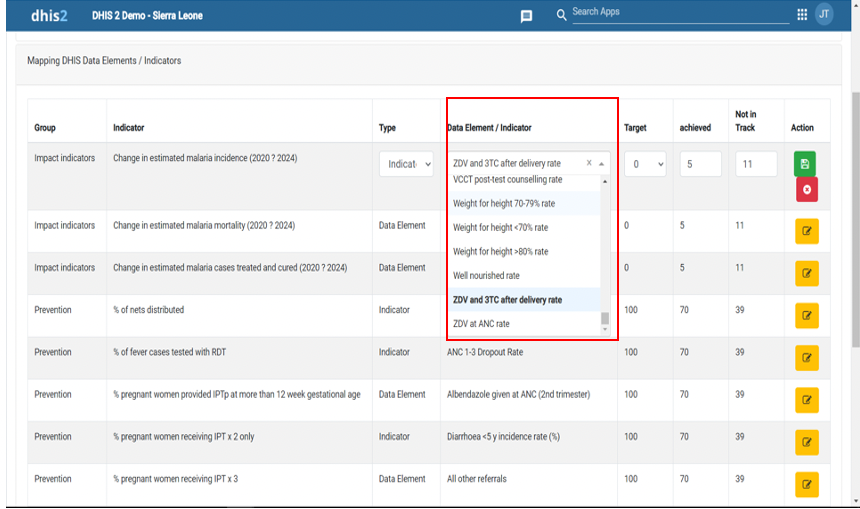 dhis2 DHIS 2 Demo - Sierra Leone Search Apps JT
Mapping DHIS Data Elements / Indicators
Group Indicator Type Data Element / Indicator Target achieved Not in Track Action
Impact indicators Change in estimated malaria incidence (2020 ? 2024) Indicat ZDV and 3TC after delivery rate x 0 5 11
VCCT post-test counselling rate
Weight for height 70-79% rate
Weight for height <70% rate
Weight for height >80% rate
Well nourished rate
ZDV and 3TC after delivery rate
ZDV at ANC rate
Impact indicators Change in estimated malaria mortality (2020 ? 2024) Data Element 0 5 11
Impact indicators Change in estimated malaria cases treated and cured (2020 ? 2024) Data Element 0 5 11
Prevention % of nets distributed Indicator 100 70 39
Prevention % of fever cases tested with RDT Indicator ANC 1-3 Dropout Rate 100 70 39
Prevention % pregnant women provided IPTp at more than 12 week gestational age Data Element Albendazole given at ANC (2nd trimester) 100 70 39
Prevention % pregnant women receiving IPT x 2 only Indicator Diarrhoea <5 y incidence rate (%) 100 70 39
Prevention % pregnant women receiving IPT x 3 Data Element All other referrals 100 70 39